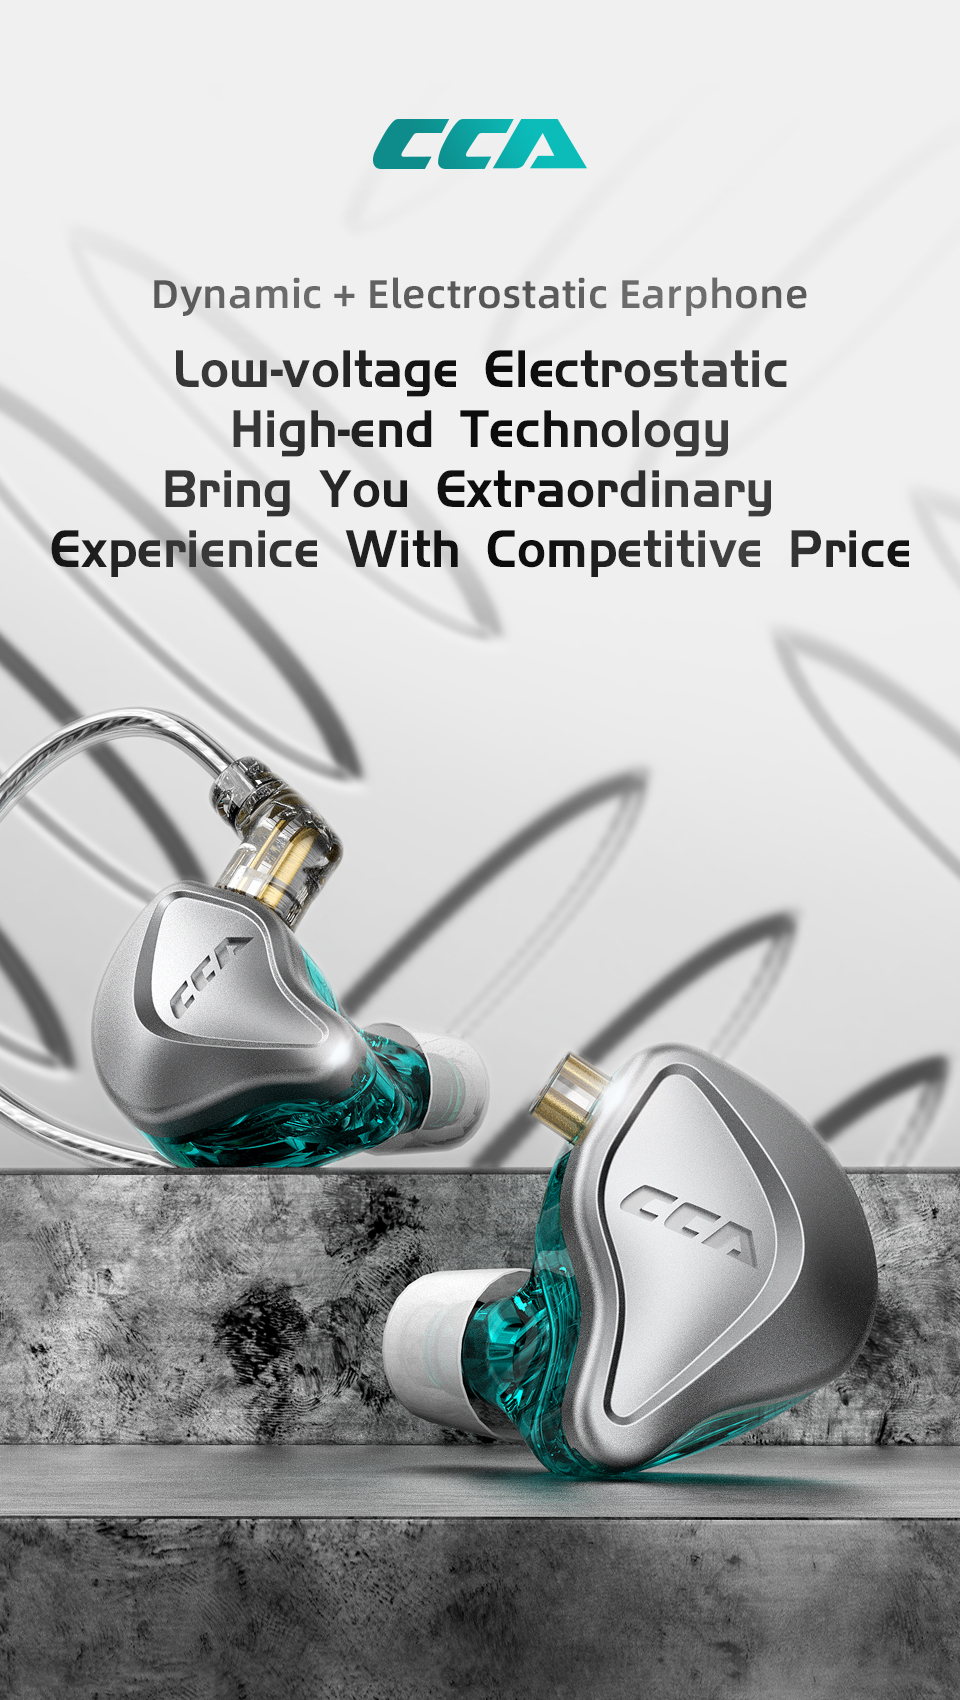 CCA
Dynamic + Electrostatic Earphone
Low-voltage Electrostatic
High-end Technology
Bring You Extraordinary
Experienice With Competitive Price
CCA
CCA